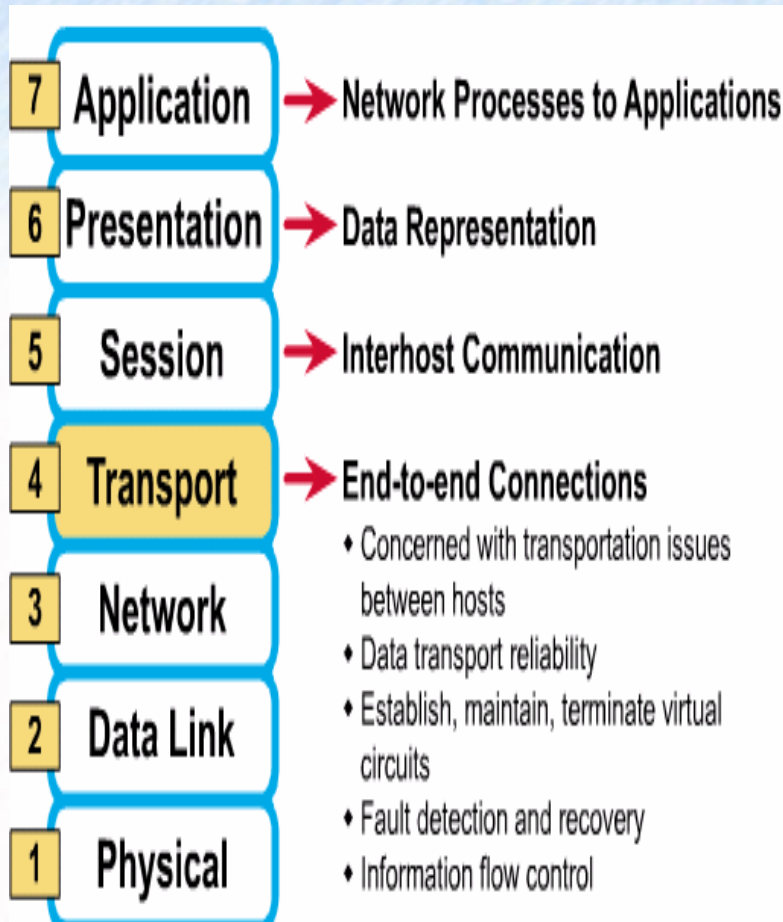 7 Application → Network Processes to Applications
6 Presentation → Data Representation
5 Session → Interhost Communication
4 Transport → End-to-end Connections
• Concerned with transportation issues
between hosts
• Data transport reliability
• Establish, maintain, terminate virtual
circuits
• Fault detection and recovery
• Information flow control
3 Network
2 Data Link
1 Physical